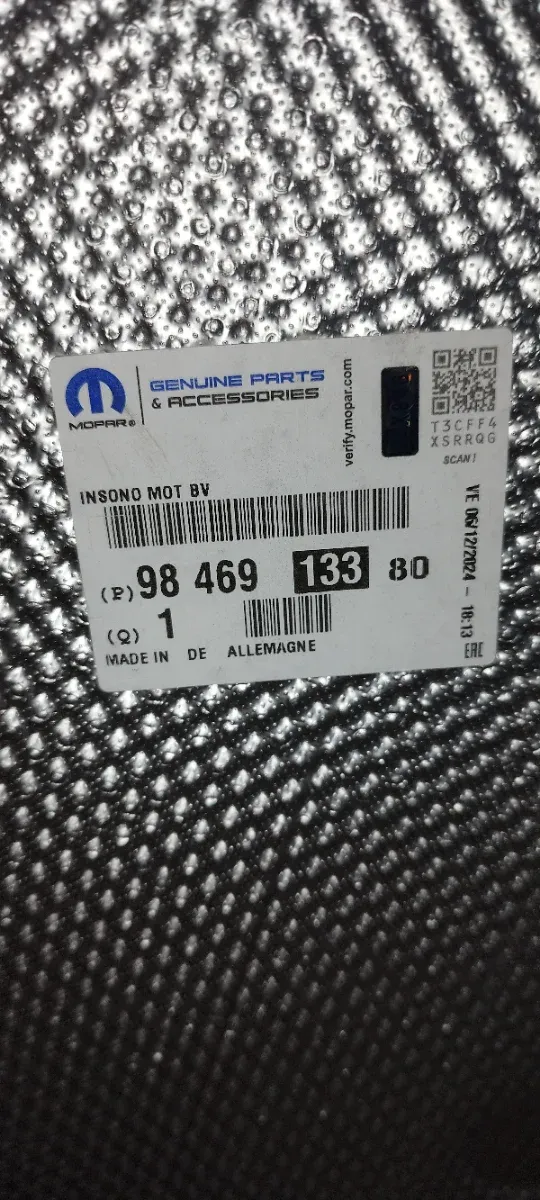 MOPAR®
GENUINE PARTS
& ACCESSORIES
verify.mopar.com
T3CFF4
XSRRQG
SCAN!
INSONO MOT BV
(P) 98 469 133 80
(Q) 1
MADE IN DE ALLEMAGNE
VE 06/12/2024 - 18:13
EAC